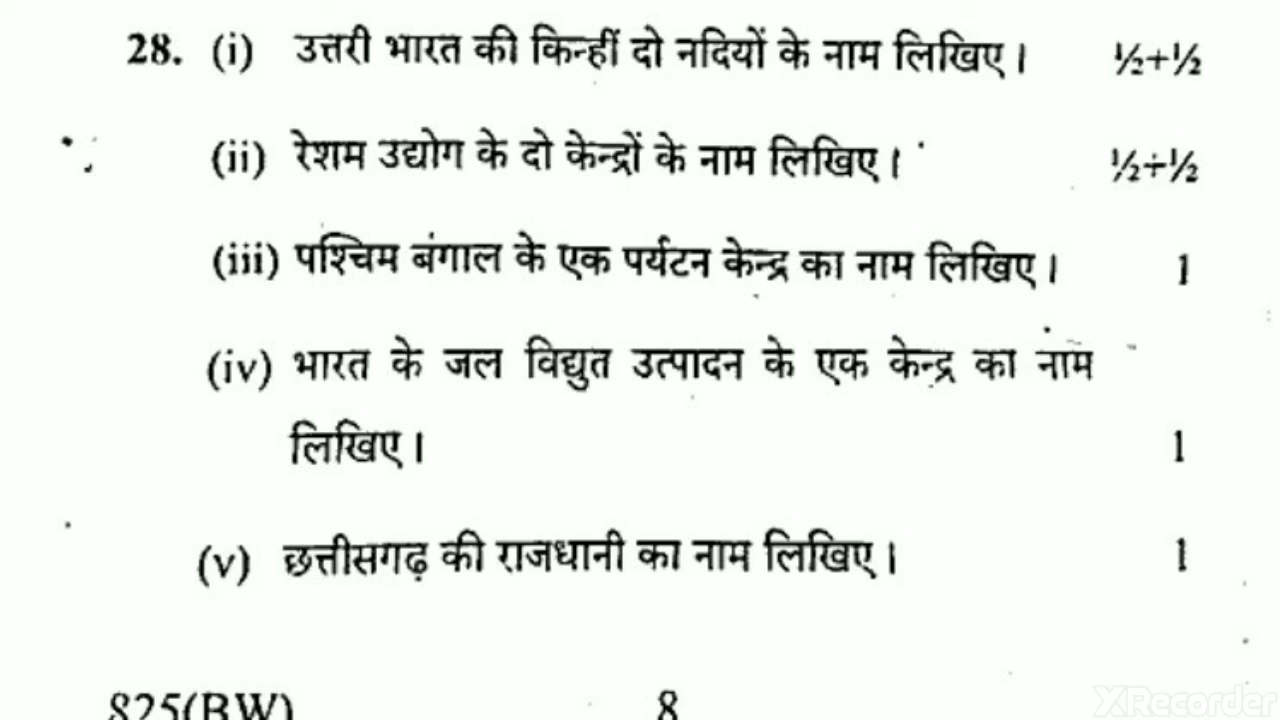 28. (i) उत्तरी भारत की किन्हीं दो नदियों के नाम लिखिए। ½+½
(ii) रेशम उद्योग के दो केन्द्रों के नाम लिखिए। ½+½
(iii) पश्चिम बंगाल के एक पर्यटन केन्द्र का नाम लिखिए। 1
(iv) भारत के जल विद्युत उत्पादन के एक केन्द्र का नाम
लिखिए। 1
(v) छत्तीसगढ़ की राजधानी का नाम लिखिए। 1
825(BW) 8
XRecorder